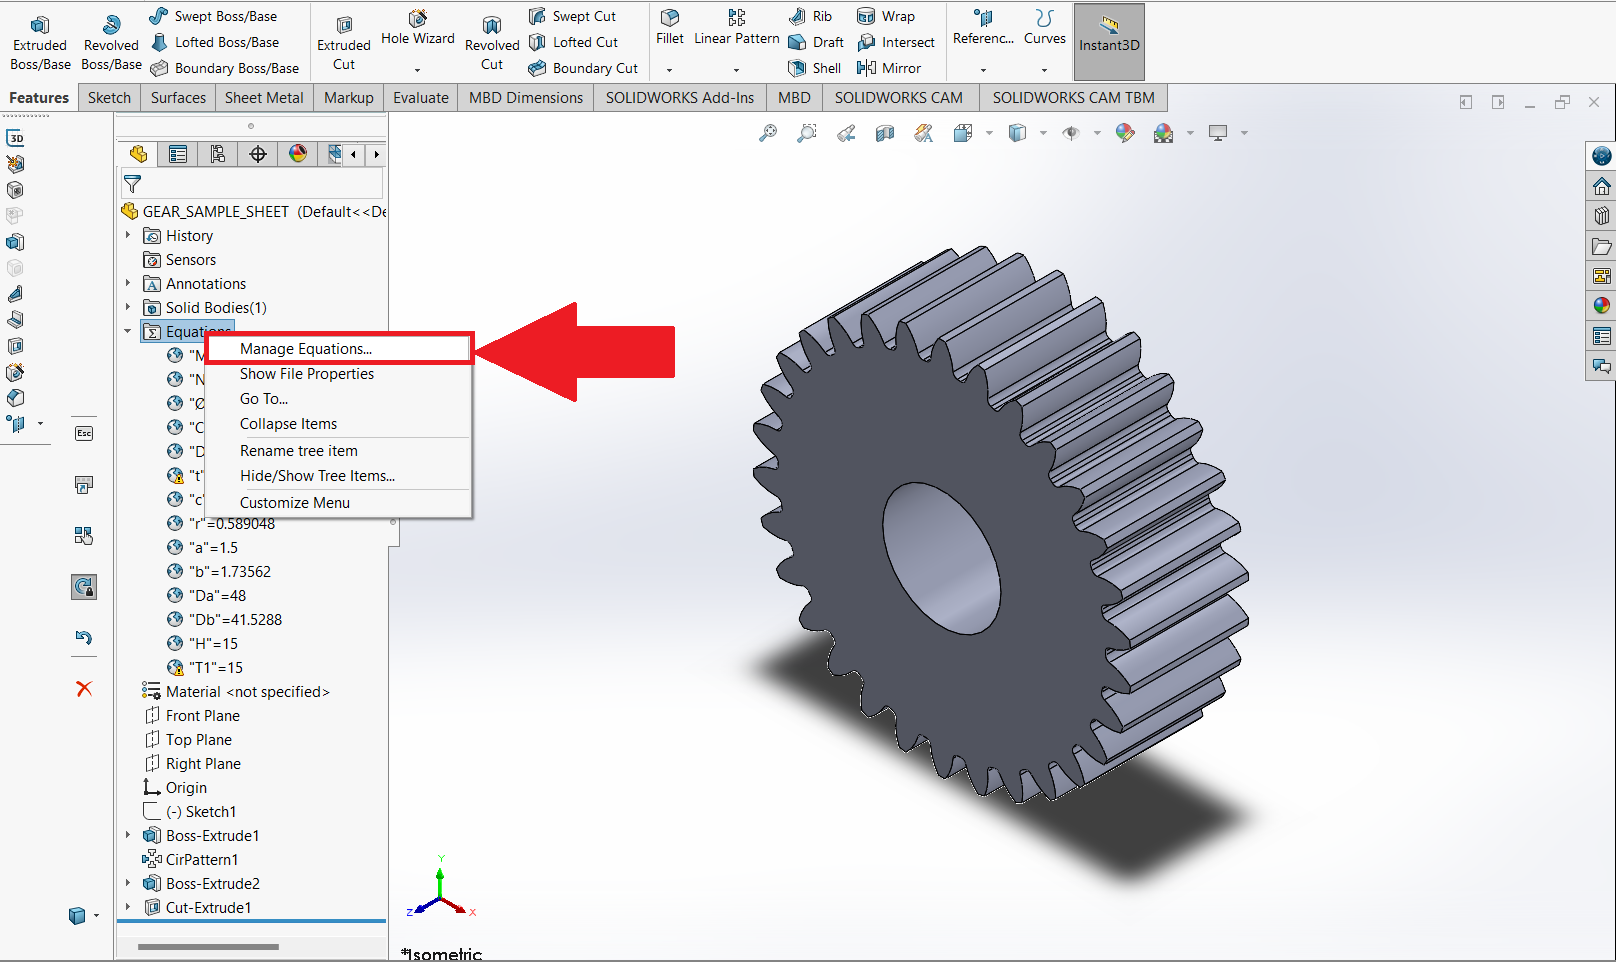 Extruded Boss/Base
Revolved Boss/Base
Swept Boss/Base
Lofted Boss/Base
Boundary Boss/Base
Extruded Cut
Hole Wizard
Revolved Cut
Swept Cut
Lofted Cut
Boundary Cut
Fillet
Linear Pattern
Rib
Draft
Shell
Wrap
Intersect
Mirror
Referenc...
Curves
Instant3D
Features Sketch Surfaces Sheet Metal Markup Evaluate MBD Dimensions SOLIDWORKS Add-Ins MBD SOLIDWORKS CAM SOLIDWORKS CAM TBM
3D
GEAR_SAMPLE_SHEET (Default<<De
History
Sensors
A Annotations
Solid Bodies(1)
Σ Equations
Manage Equations...
"M
Show File Properties
"N
Go To...
"Ø
Collapse Items
"C
Esc
Rename tree item
"D
Hide/Show Tree Items...
"t"
Customize Menu
"c"
"r"=0.589048
"a"=1.5
"b"=1.73562
"Da"=48
"Db"=41.5288
"H"=15
"T1"=15
Material <not specified>
Front Plane
Top Plane
Right Plane
Origin
(-) Sketch1
Boss-Extrude1
CirPattern1
Boss-Extrude2
Cut-Extrude1
Y
Z
X
*Isometric